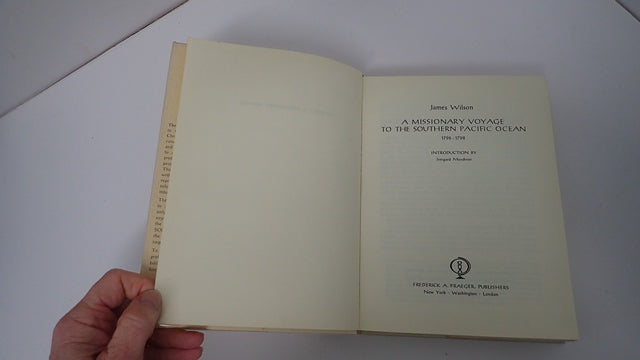 James Wilson
A MISSIONARY VOYAGE
TO THE SOUTHERN PACIFIC OCEAN
1796-1798
INTRODUCTION BY
Irmgard Moschner
FREDERICK A. PRAEGER, PUBLISHERS
New York · Washington · London